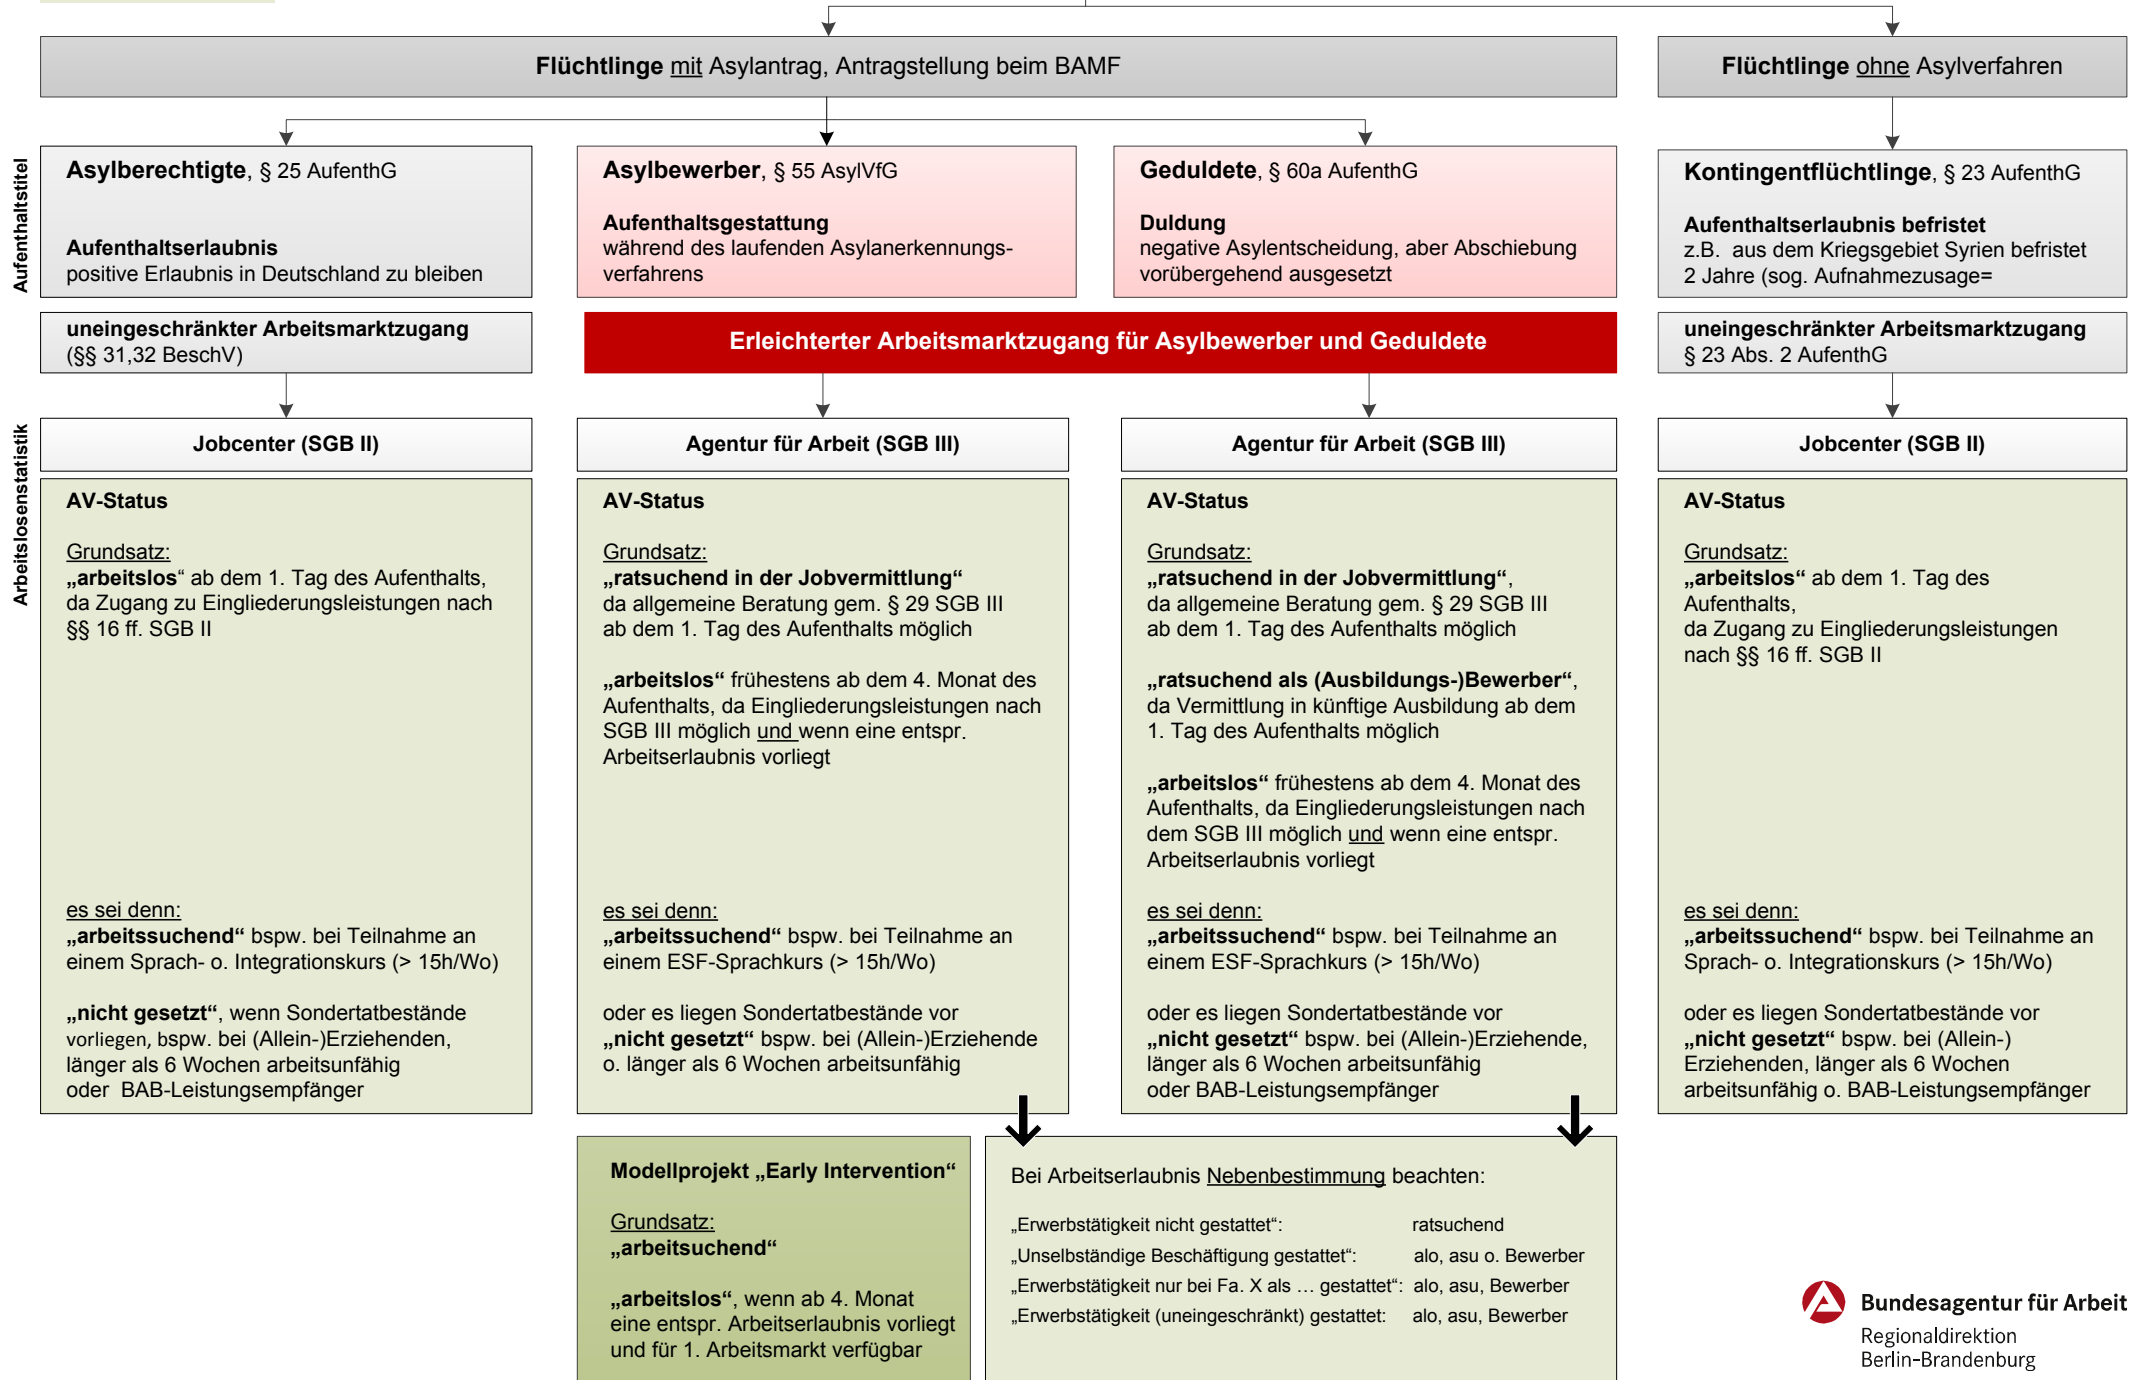 Flüchtlinge mit Asylantrag, Antragstellung beim BAMF
Flüchtlinge ohne Asylverfahren
Aufenthaltstitel
Asylberechtigte, § 25 AufenthG
Aufenthaltserlaubnis
positive Erlaubnis in Deutschland zu bleiben
Asylbewerber, § 55 AsylVfG
Aufenthaltsgestattung
während des laufenden Asylanerkennungs-
verfahrens
Geduldete, § 60a AufenthG
Duldung
negative Asylentscheidung, aber Abschiebung
vorübergehend ausgesetzt
Kontingentflüchtlinge, § 23 AufenthG
Aufenthaltserlaubnis befristet
z.B. aus dem Kriegsgebiet Syrien befristet
2 Jahre (sog. Aufnahmezusage=
uneingeschränkter Arbeitsmarktzugang
(§§ 31,32 BeschV)
Erleichterter Arbeitsmarktzugang für Asylbewerber und Geduldete
uneingeschränkter Arbeitsmarktzugang
§ 23 Abs. 2 AufenthG
Arbeitslosenstatistik
Jobcenter (SGB II)
Agentur für Arbeit (SGB III)
Agentur für Arbeit (SGB III)
Jobcenter (SGB II)
AV-Status
Grundsatz:
„arbeitslos“ ab dem 1. Tag des Aufenthalts,
da Zugang zu Eingliederungsleistungen nach
§§ 16 ff. SGB II
es sei denn:
„arbeitssuchend“ bspw. bei Teilnahme an
einem Sprach- o. Integrationskurs (> 15h/Wo)
„nicht gesetzt“, wenn Sondertatbestände
vorliegen, bspw. bei (Allein-)Erziehenden,
länger als 6 Wochen arbeitsunfähig
oder BAB-Leistungsempfänger
AV-Status
Grundsatz:
„ratsuchend in der Jobvermittlung“
da allgemeine Beratung gem. § 29 SGB III
ab dem 1. Tag des Aufenthalts möglich
„arbeitslos“ frühestens ab dem 4. Monat des
Aufenthalts, da Eingliederungsleistungen nach
SGB III möglich und wenn eine entspr.
Arbeitserlaubnis vorliegt
es sei denn:
„arbeitssuchend“ bspw. bei Teilnahme an
einem ESF-Sprachkurs (> 15h/Wo)
oder es liegen Sondertatbestände vor
„nicht gesetzt“ bspw. bei (Allein-)Erziehende
o. länger als 6 Wochen arbeitsunfähig
AV-Status
Grundsatz:
„ratsuchend in der Jobvermittlung“,
da allgemeine Beratung gem. § 29 SGB III
ab dem 1. Tag des Aufenthalts möglich
„ratsuchend als (Ausbildungs-)Bewerber“,
da Vermittlung in künftige Ausbildung ab dem
1. Tag des Aufenthalts möglich
„arbeitslos“ frühestens ab dem 4. Monat des
Aufenthalts, da Eingliederungsleistungen nach
dem SGB III möglich und wenn eine entspr.
Arbeitserlaubnis vorliegt
es sei denn:
„arbeitssuchend“ bspw. bei Teilnahme an
einem ESF-Sprachkurs (> 15h/Wo)
oder es liegen Sondertatbestände vor
„nicht gesetzt“ bspw. bei (Allein-)Erziehende,
länger als 6 Wochen arbeitsunfähig
oder BAB-Leistungsempfänger
AV-Status
Grundsatz:
„arbeitslos“ ab dem 1. Tag des
Aufenthalts,
da Zugang zu Eingliederungsleistungen
nach §§ 16 ff. SGB II
es sei denn:
„arbeitssuchend“ bspw. bei Teilnahme an
Sprach- o. Integrationskurs (> 15h/Wo)
oder es liegen Sondertatbestände vor
„nicht gesetzt“ bspw. bei (Allein-)
Erziehenden, länger als 6 Wochen
arbeitsunfähig o. BAB-Leistungsempfänger
Modellprojekt „Early Intervention“
Grundsatz:
„arbeitsuchend“
„arbeitslos“, wenn ab 4. Monat
eine entspr. Arbeitserlaubnis vorliegt
und für 1. Arbeitsmarkt verfügbar
Bei Arbeitserlaubnis Nebenbestimmung beachten:
„Erwerbstätigkeit nicht gestattet“: ratsuchend
„Unselbständige Beschäftigung gestattet“: alo, asu o. Bewerber
„Erwerbstätigkeit nur bei Fa. X als … gestattet“: alo, asu, Bewerber
„Erwerbstätigkeit (uneingeschränkt) gestattet: alo, asu, Bewerber
Bundesagentur für Arbeit
Regionaldirektion
Berlin-Brandenburg